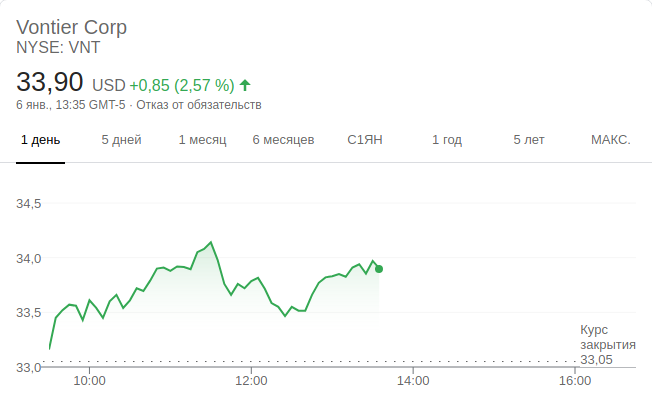 Vontier Corp
NYSE: VNT
33,90 USD +0,85 (2,57 %)
6 янв., 13:35 GMT-5 · Отказ от обязательств
1 день 5 дней 1 месяц 6 месяцев С1ЯН 1 год 5 лет МАКС.
34,5
34,0
33,5
33,0
Курс
закрытия
33,05
10:00 12:00 14:00 16:00